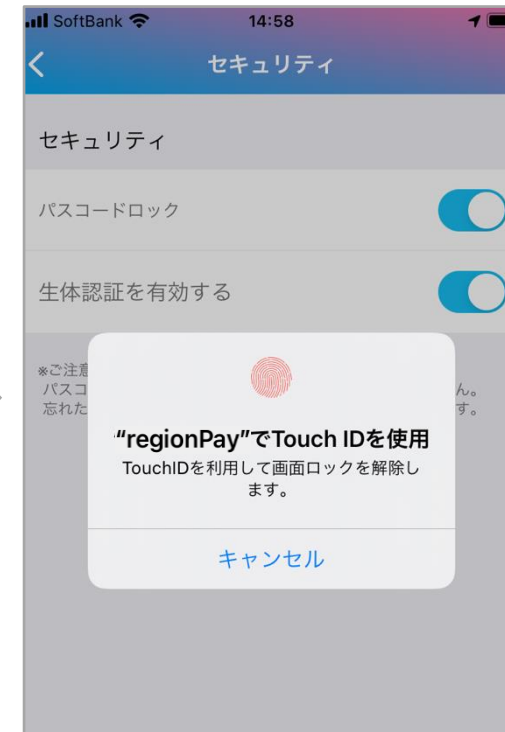 SoftBank 14:58
セキュリティ
セキュリティ
パスコードロック
生体認証を有効する
※ご注意
パスコ
ん。
忘れた
す。
“regionPay”でTouch IDを使用
TouchIDを利用して画面ロックを解除し
ます。
キャンセル